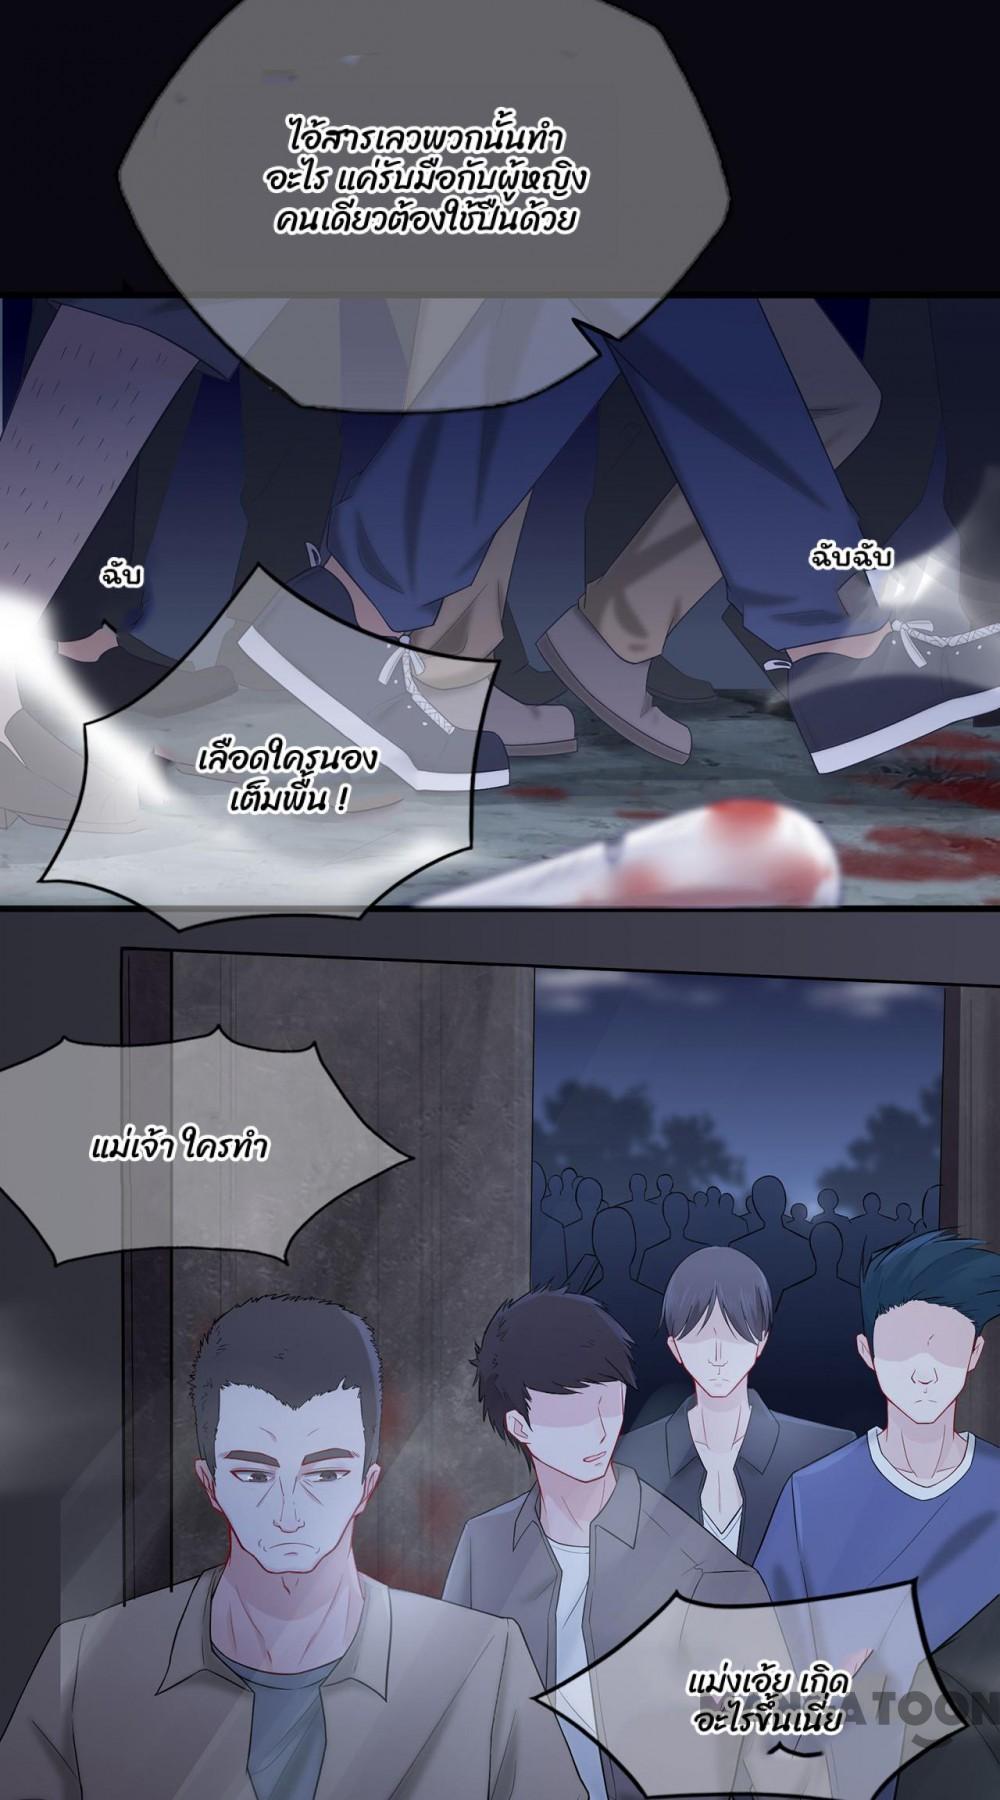 ไอ้สารเลวพวกนั้นทำ
อะไร แค่รับมือกับผู้หญิง
คนเดียวต้องใช้ปืนด้วย
ฉับ
ฉับฉับ
เลือดใครนอง
เต็มพื้น !
แม่เจ้า ใครทำ
แม่งเอ้ย เกิด
อะไรขึ้นเนี่ย
MANGATOON